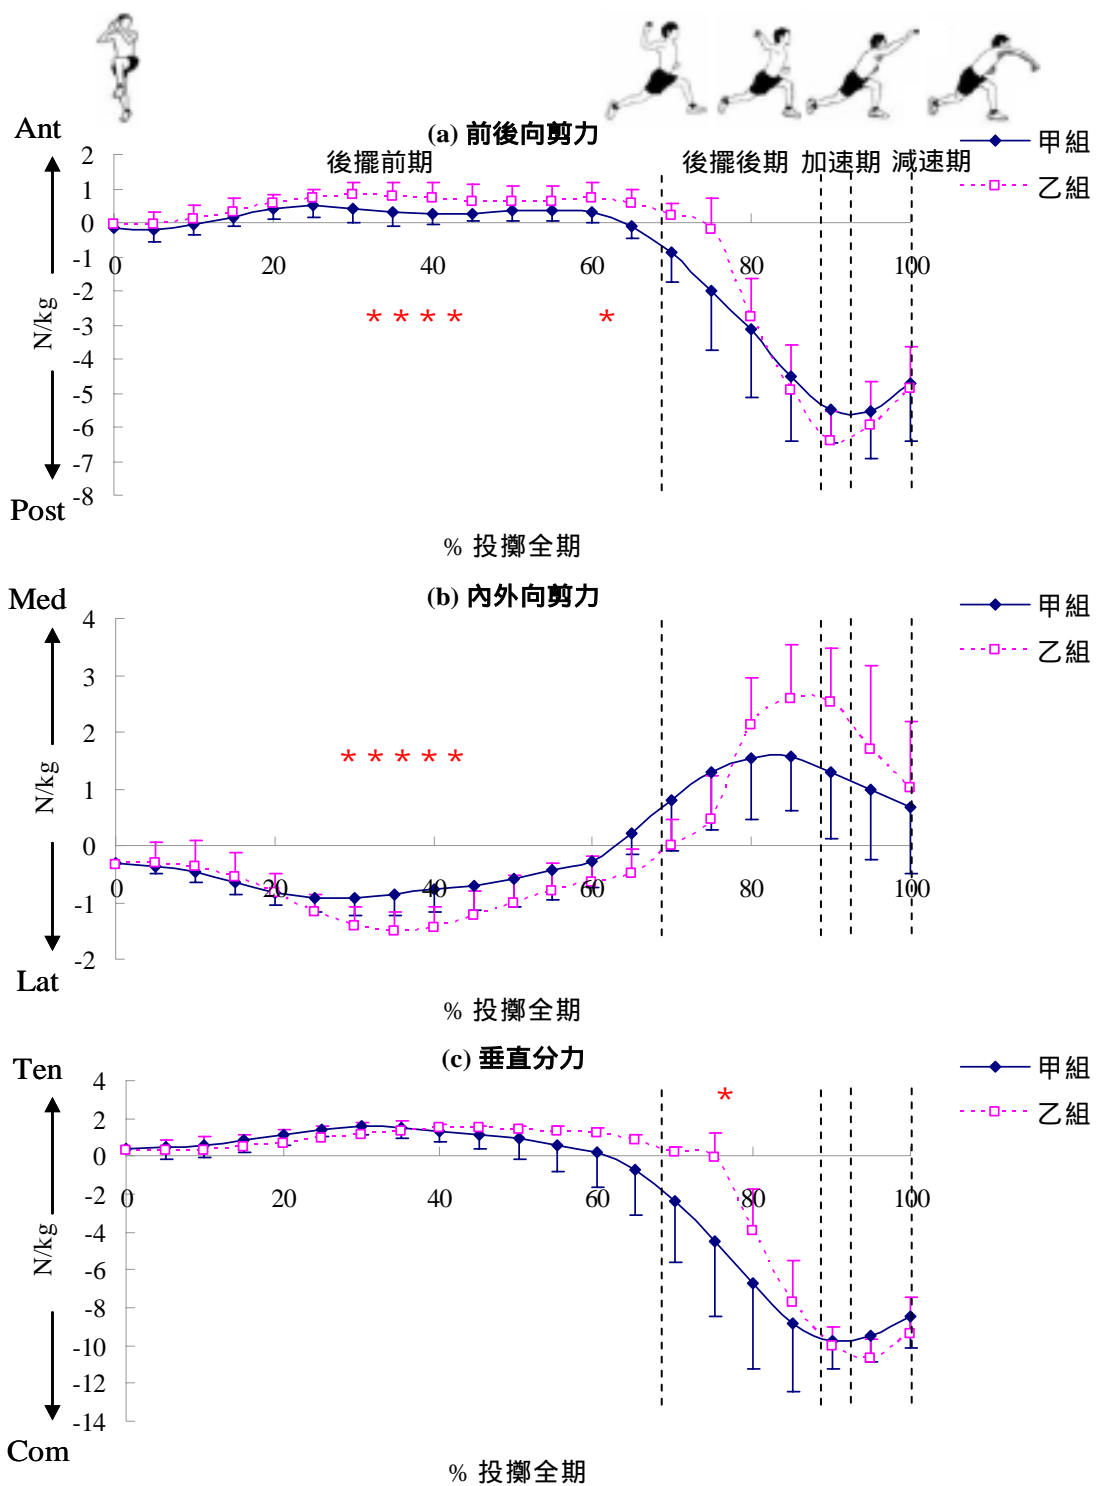 Ant
(a) 前後向剪力
甲組
乙組
後擺前期 後擺後期 加速期 減速期
2
1
0
-1
-2
-3
-4
-5
-6
-7
-8
0 20 40 60 80 100
N/kg
* * * * *
Post
% 投擲全期
Med
(b) 內外向剪力
甲組
乙組
4
3
2
1
0
-1
-2
0 20 40 60 80 100
N/kg
* * * * *
Lat
% 投擲全期
Ten
(c) 垂直分力
甲組
乙組
4
2
0
-2
-4
-6
-8
-10
-12
-14
0 20 40 60 80 100
N/kg
*
Com
% 投擲全期